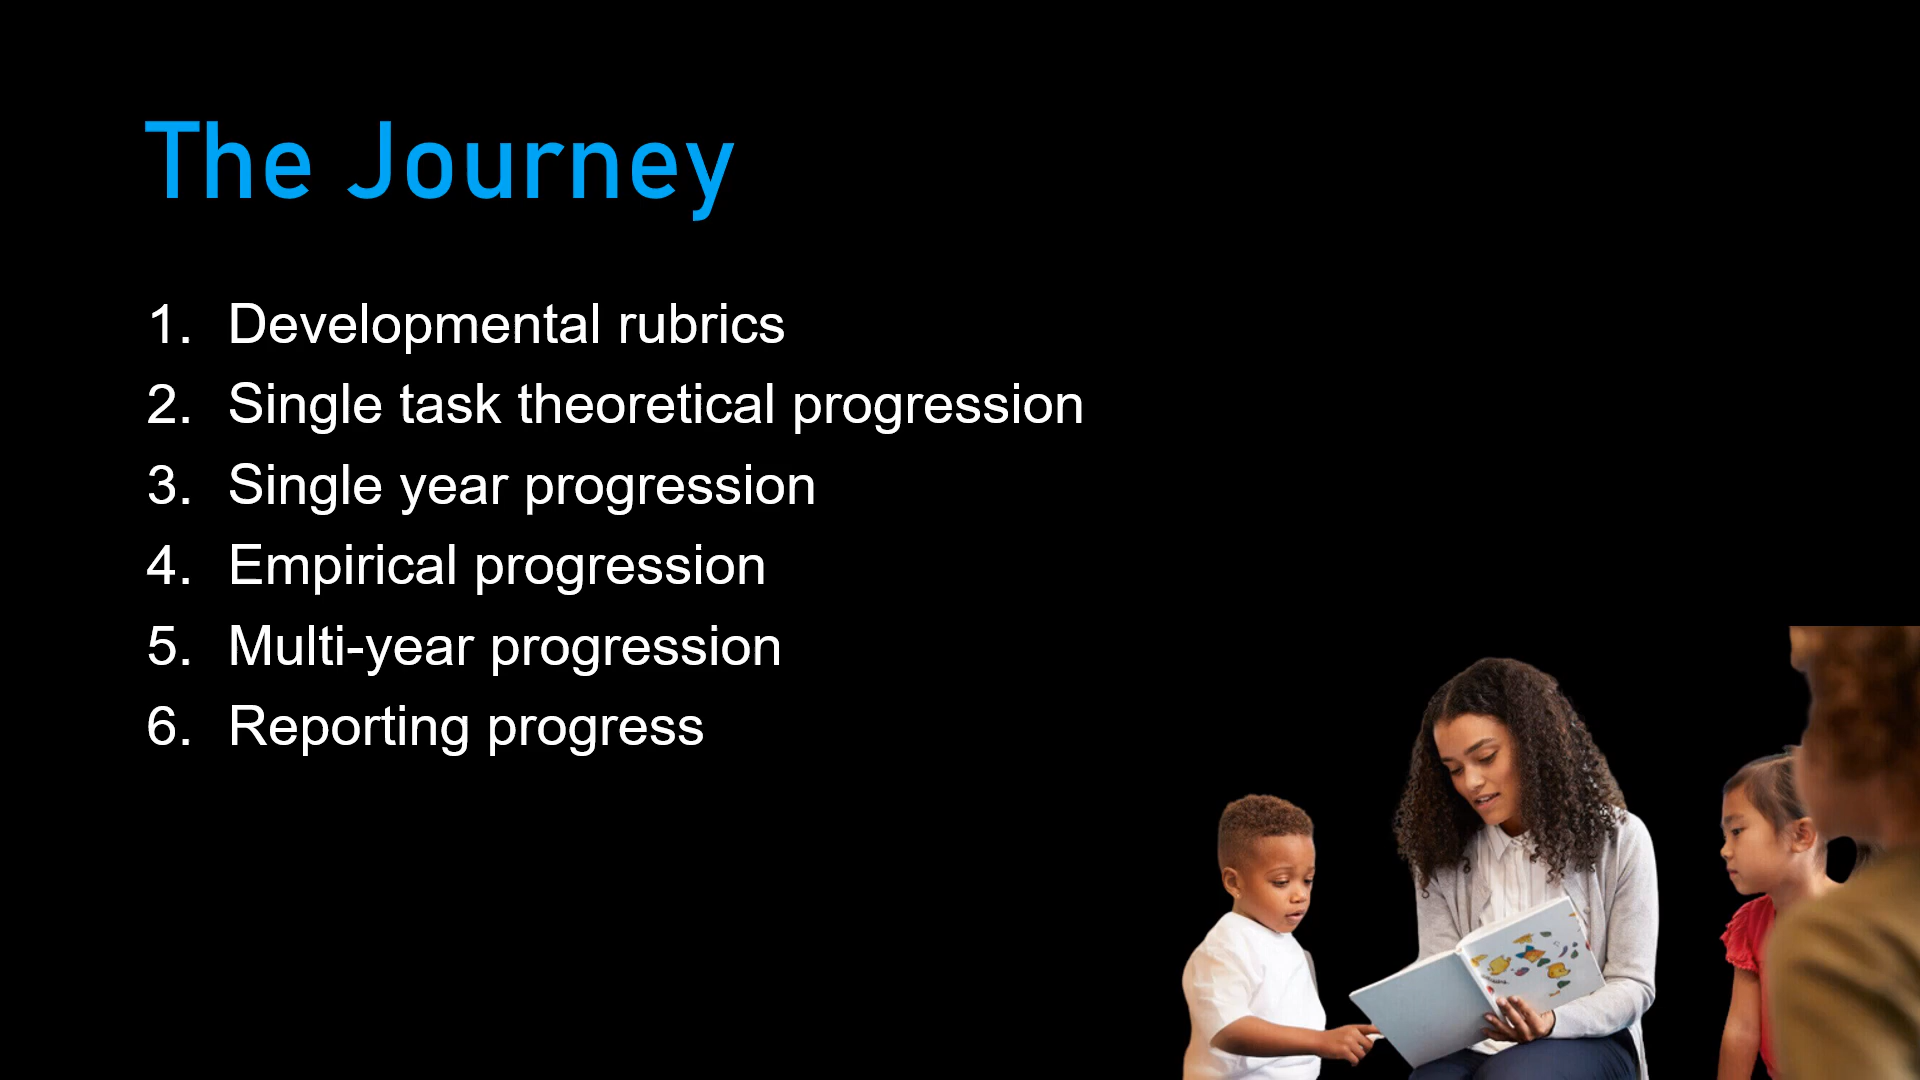 The Journey
1. Developmental rubrics
2. Single task theoretical progression
3. Single year progression
4. Empirical progression
5. Multi-year progression
6. Reporting progress